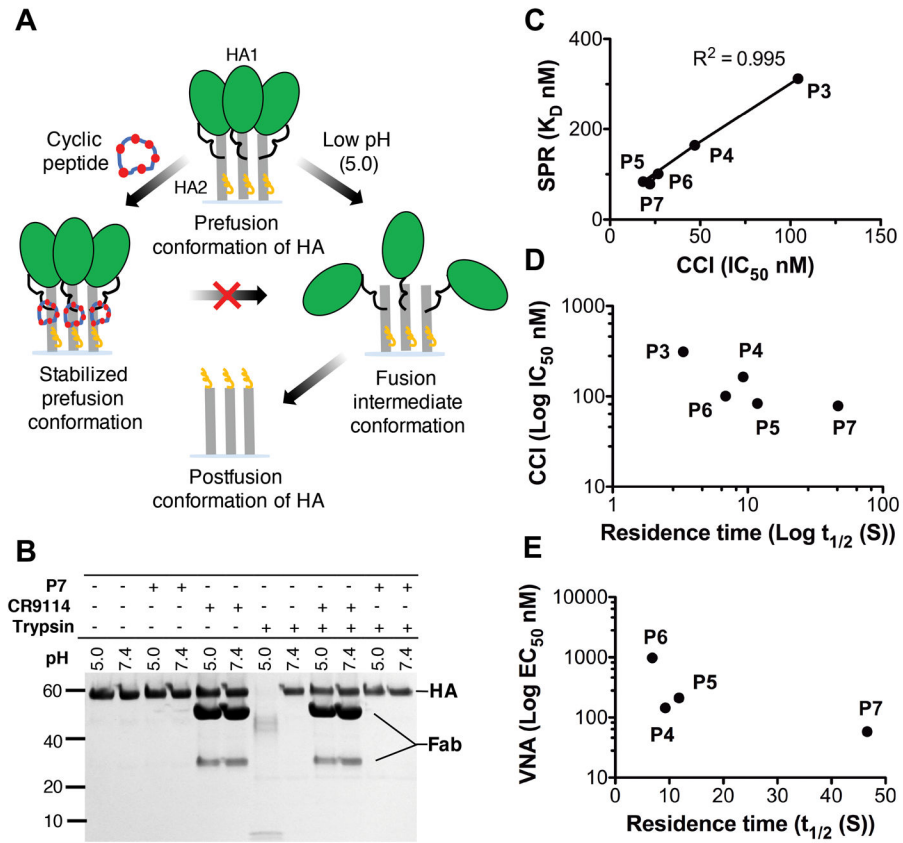 A
HA1
Cyclic
peptide
Low pH
(5.0)
HA2
Prefusion
conformation of HA
Stabilized
prefusion
conformation
Fusion
intermediate
conformation
Postfusion
conformation of HA
B
P7 - - + + - - - - - - + +
CR9114 - - - - + + - - + + - -
Trypsin - - - - - - + + + + + +
pH 5.0 7.4 5.0 7.4 5.0 7.4 5.0 7.4 5.0 7.4 5.0 7.4
60
HA
40
Fab
20
10
C
SPR (K_D nM)
400
200
0
R² = 0.995
P3
P4
P5
P6
P7
0 50 100 150
CCI (IC₅₀ nM)
D
CCI (Log IC₅₀ nM)
1000
100
10
P3
P4
P6
P5
P7
1 10 100
Residence time (Log t₁/₂ (S))
E
VNA (Log EC₅₀ nM)
10000
1000
100
10
P6
P5
P4
P7
0 10 20 30 40 50
Residence time (t₁/₂ (S))